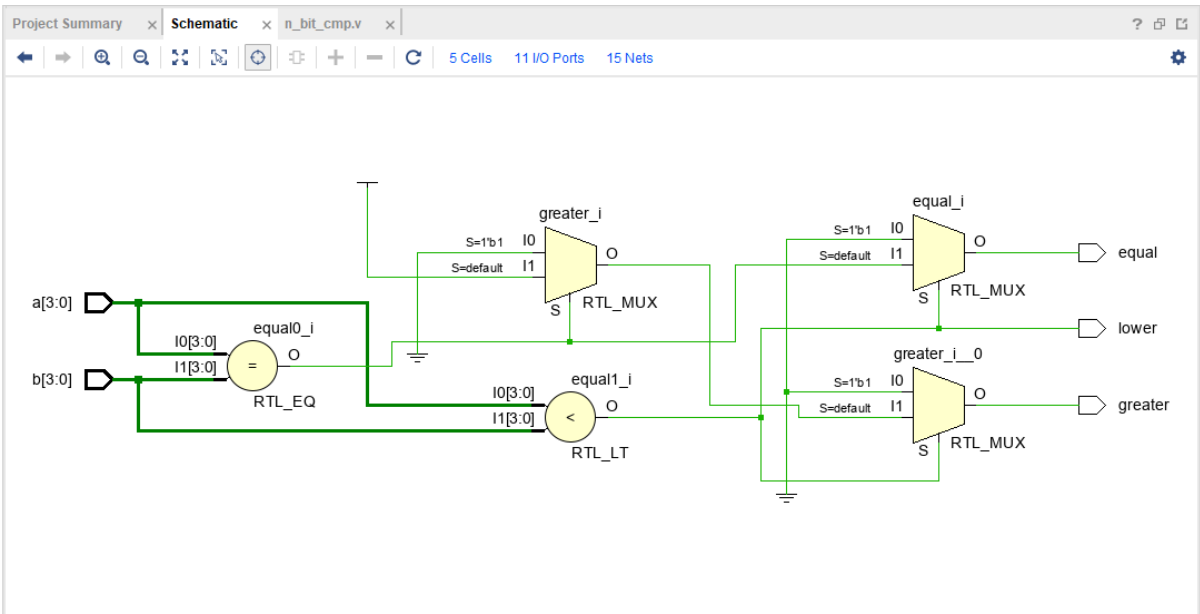 Project Summary × Schematic × n_bit_cmp.v ×
?
5 Cells 11 I/O Ports 15 Nets
equal_i
greater_i
S=1'b1 I0 O equal
S=default I1
S RTL_MUX
S=1'b1 I0 O
S=default I1
S RTL_MUX
a[3:0]
lower
equal0_i
I0[3:0] O
b[3:0] I1[3:0] =
RTL_EQ
greater_i__0
S=1'b1 I0 O greater
S=default I1
S RTL_MUX
equal1_i
I0[3:0] O
I1[3:0] <
RTL_LT